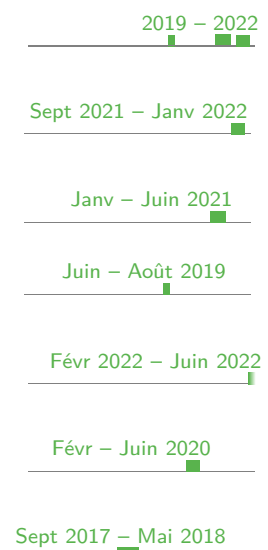 2019 – 2022
Sept 2021 – Janv 2022
Janv – Juin 2021
Juin – Août 2019
Févr 2022 – Juin 2022
Févr – Juin 2020
Sept 2017 – Mai 2018